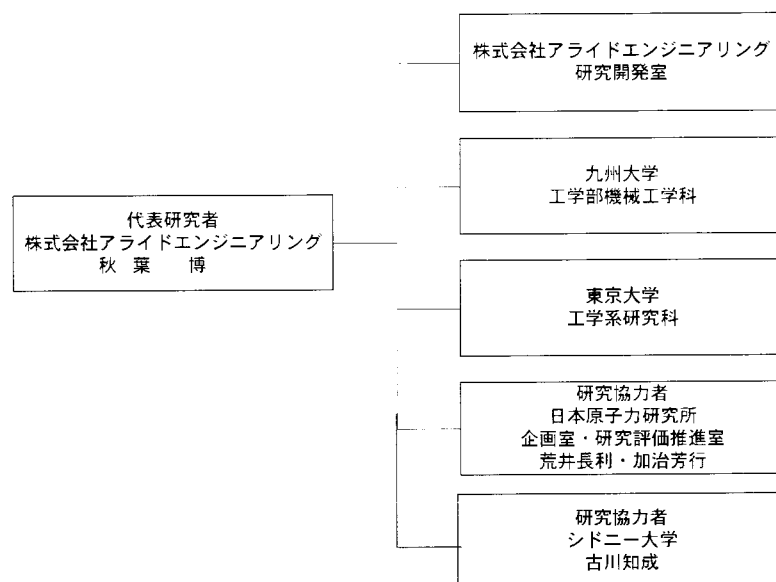 株式会社アライドエンジニアリング
研究開発室
九州大学
工学部機械工学科
代表研究者
株式会社アライドエンジニアリング
秋 葉 博
東京大学
工学系研究科
研究協力者
日本原子力研究所
企画室・研究評価推進室
荒井長利・加治芳行
研究協力者
シドニー大学
古川知成